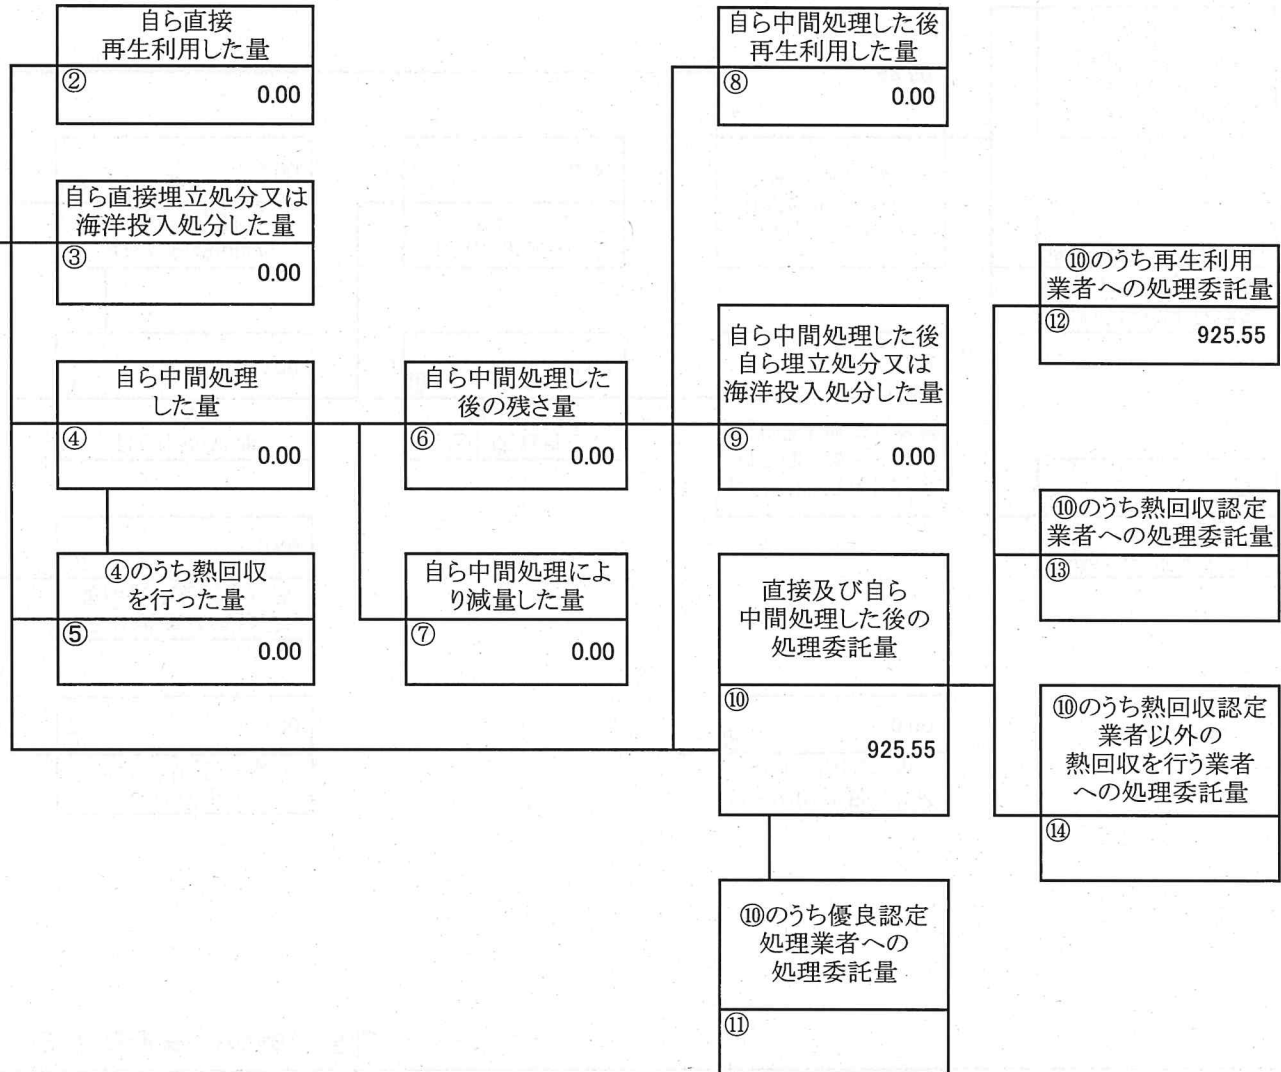 自ら直接
再生利用した量
②
0.00
自ら直接埋立処分又は
海洋投入処分した量
③
0.00
自ら中間処理
した量
④
0.00
④のうち熱回収
を行った量
⑤
0.00
自ら中間処理した
後の残さ量
⑥
0.00
自ら中間処理によ
り減量した量
⑦
0.00
自ら中間処理した後
再生利用した量
⑧
0.00
自ら中間処理した後
自ら埋立処分又は
海洋投入処分した量
⑨
0.00
直接及び自ら
中間処理した後の
処理委託量
⑩
925.55
⑩のうち優良認定
処理業者への
処理委託量
⑪
⑩のうち再生利用
業者への処理委託量
⑫
925.55
⑩のうち熱回収認定
業者への処理委託量
⑬
⑩のうち熱回収認定
業者以外の
熱回収を行う業者
への処理委託量
⑭